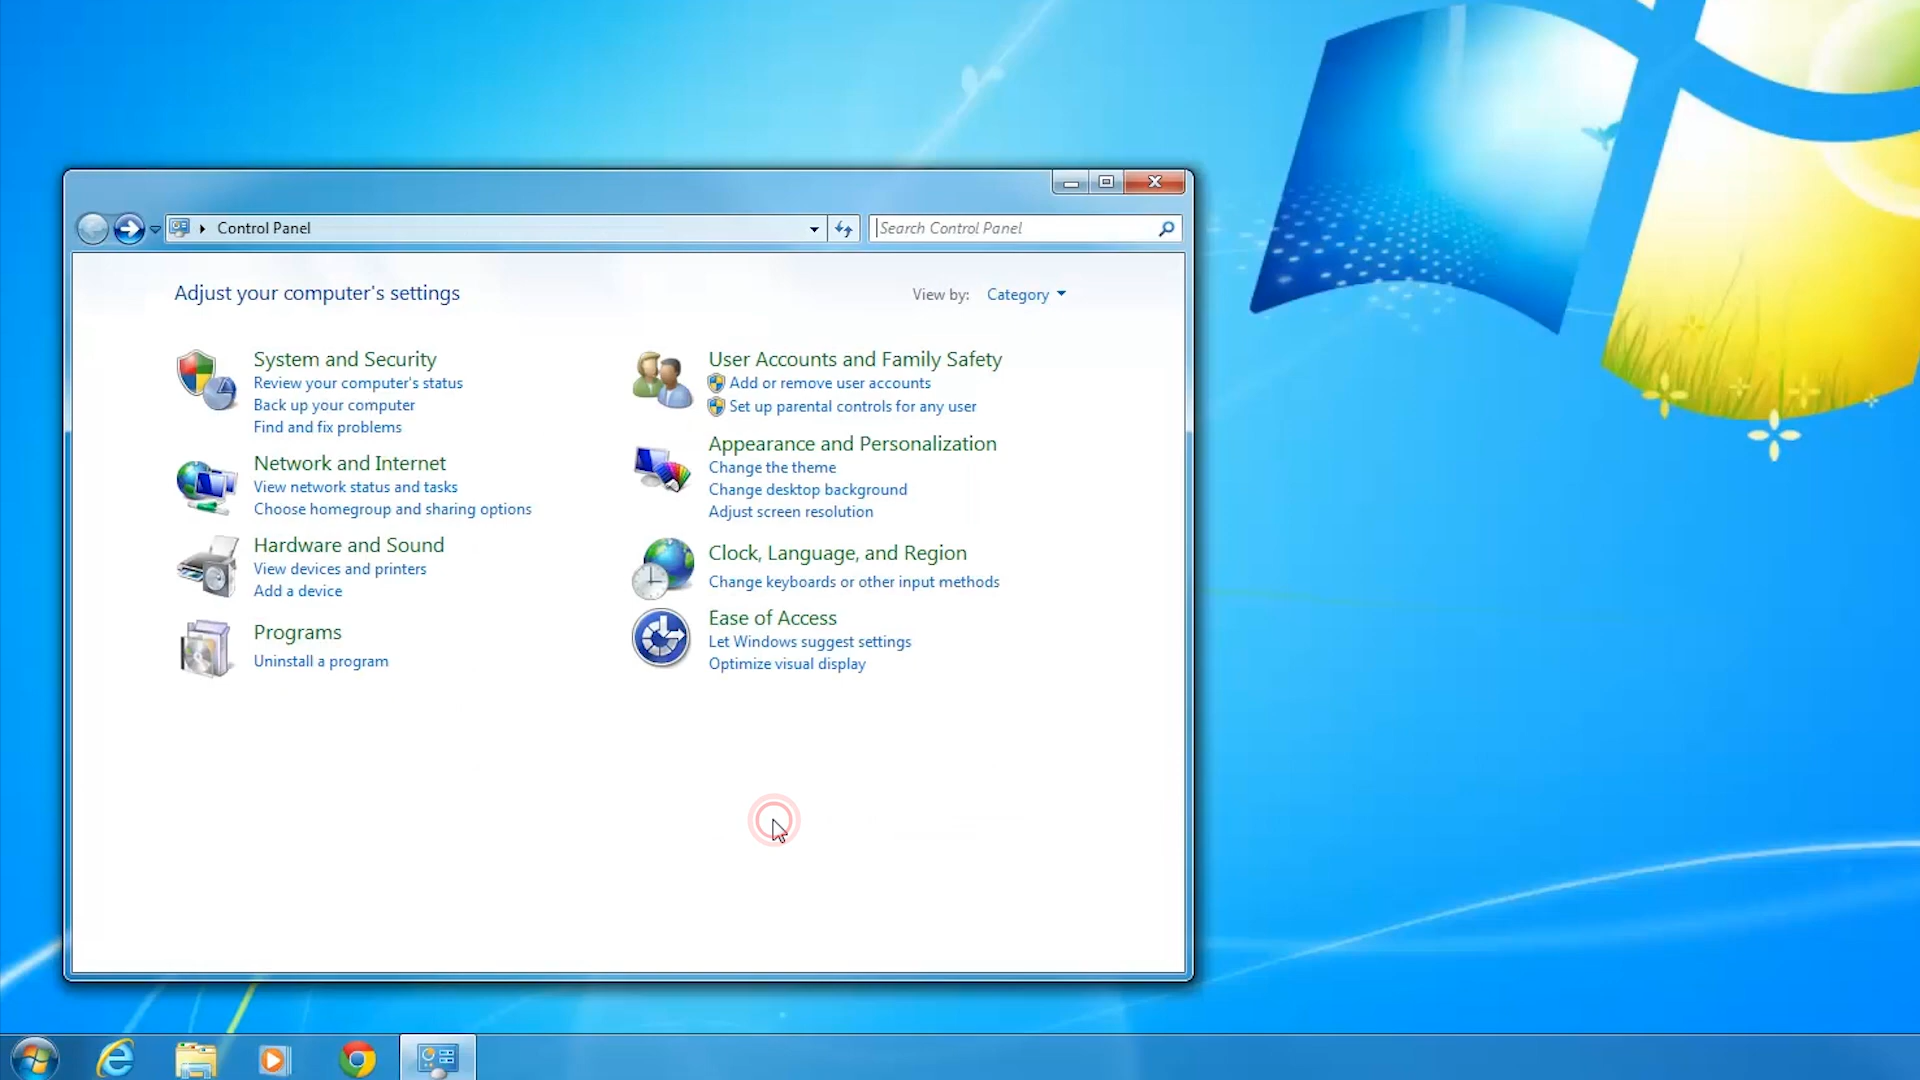 Control Panel
Search Control Panel
Adjust your computer's settings
View by: Category
System and Security
Review your computer's status
Back up your computer
Find and fix problems
Network and Internet
View network status and tasks
Choose homegroup and sharing options
Hardware and Sound
View devices and printers
Add a device
Programs
Uninstall a program
User Accounts and Family Safety
Add or remove user accounts
Set up parental controls for any user
Appearance and Personalization
Change the theme
Change desktop background
Adjust screen resolution
Clock, Language, and Region
Change keyboards or other input methods
Ease of Access
Let Windows suggest settings
Optimize visual display